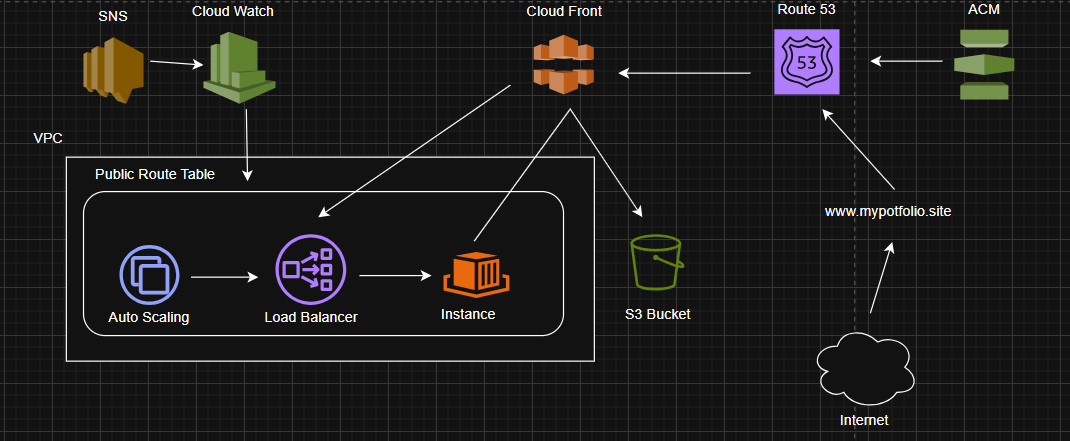 SNS
Cloud Watch
Cloud Front
Route 53
ACM
53
VPC
Public Route Table
www.mypotfolio.site
Auto Scaling
Load Balancer
Instance
S3 Bucket
Internet